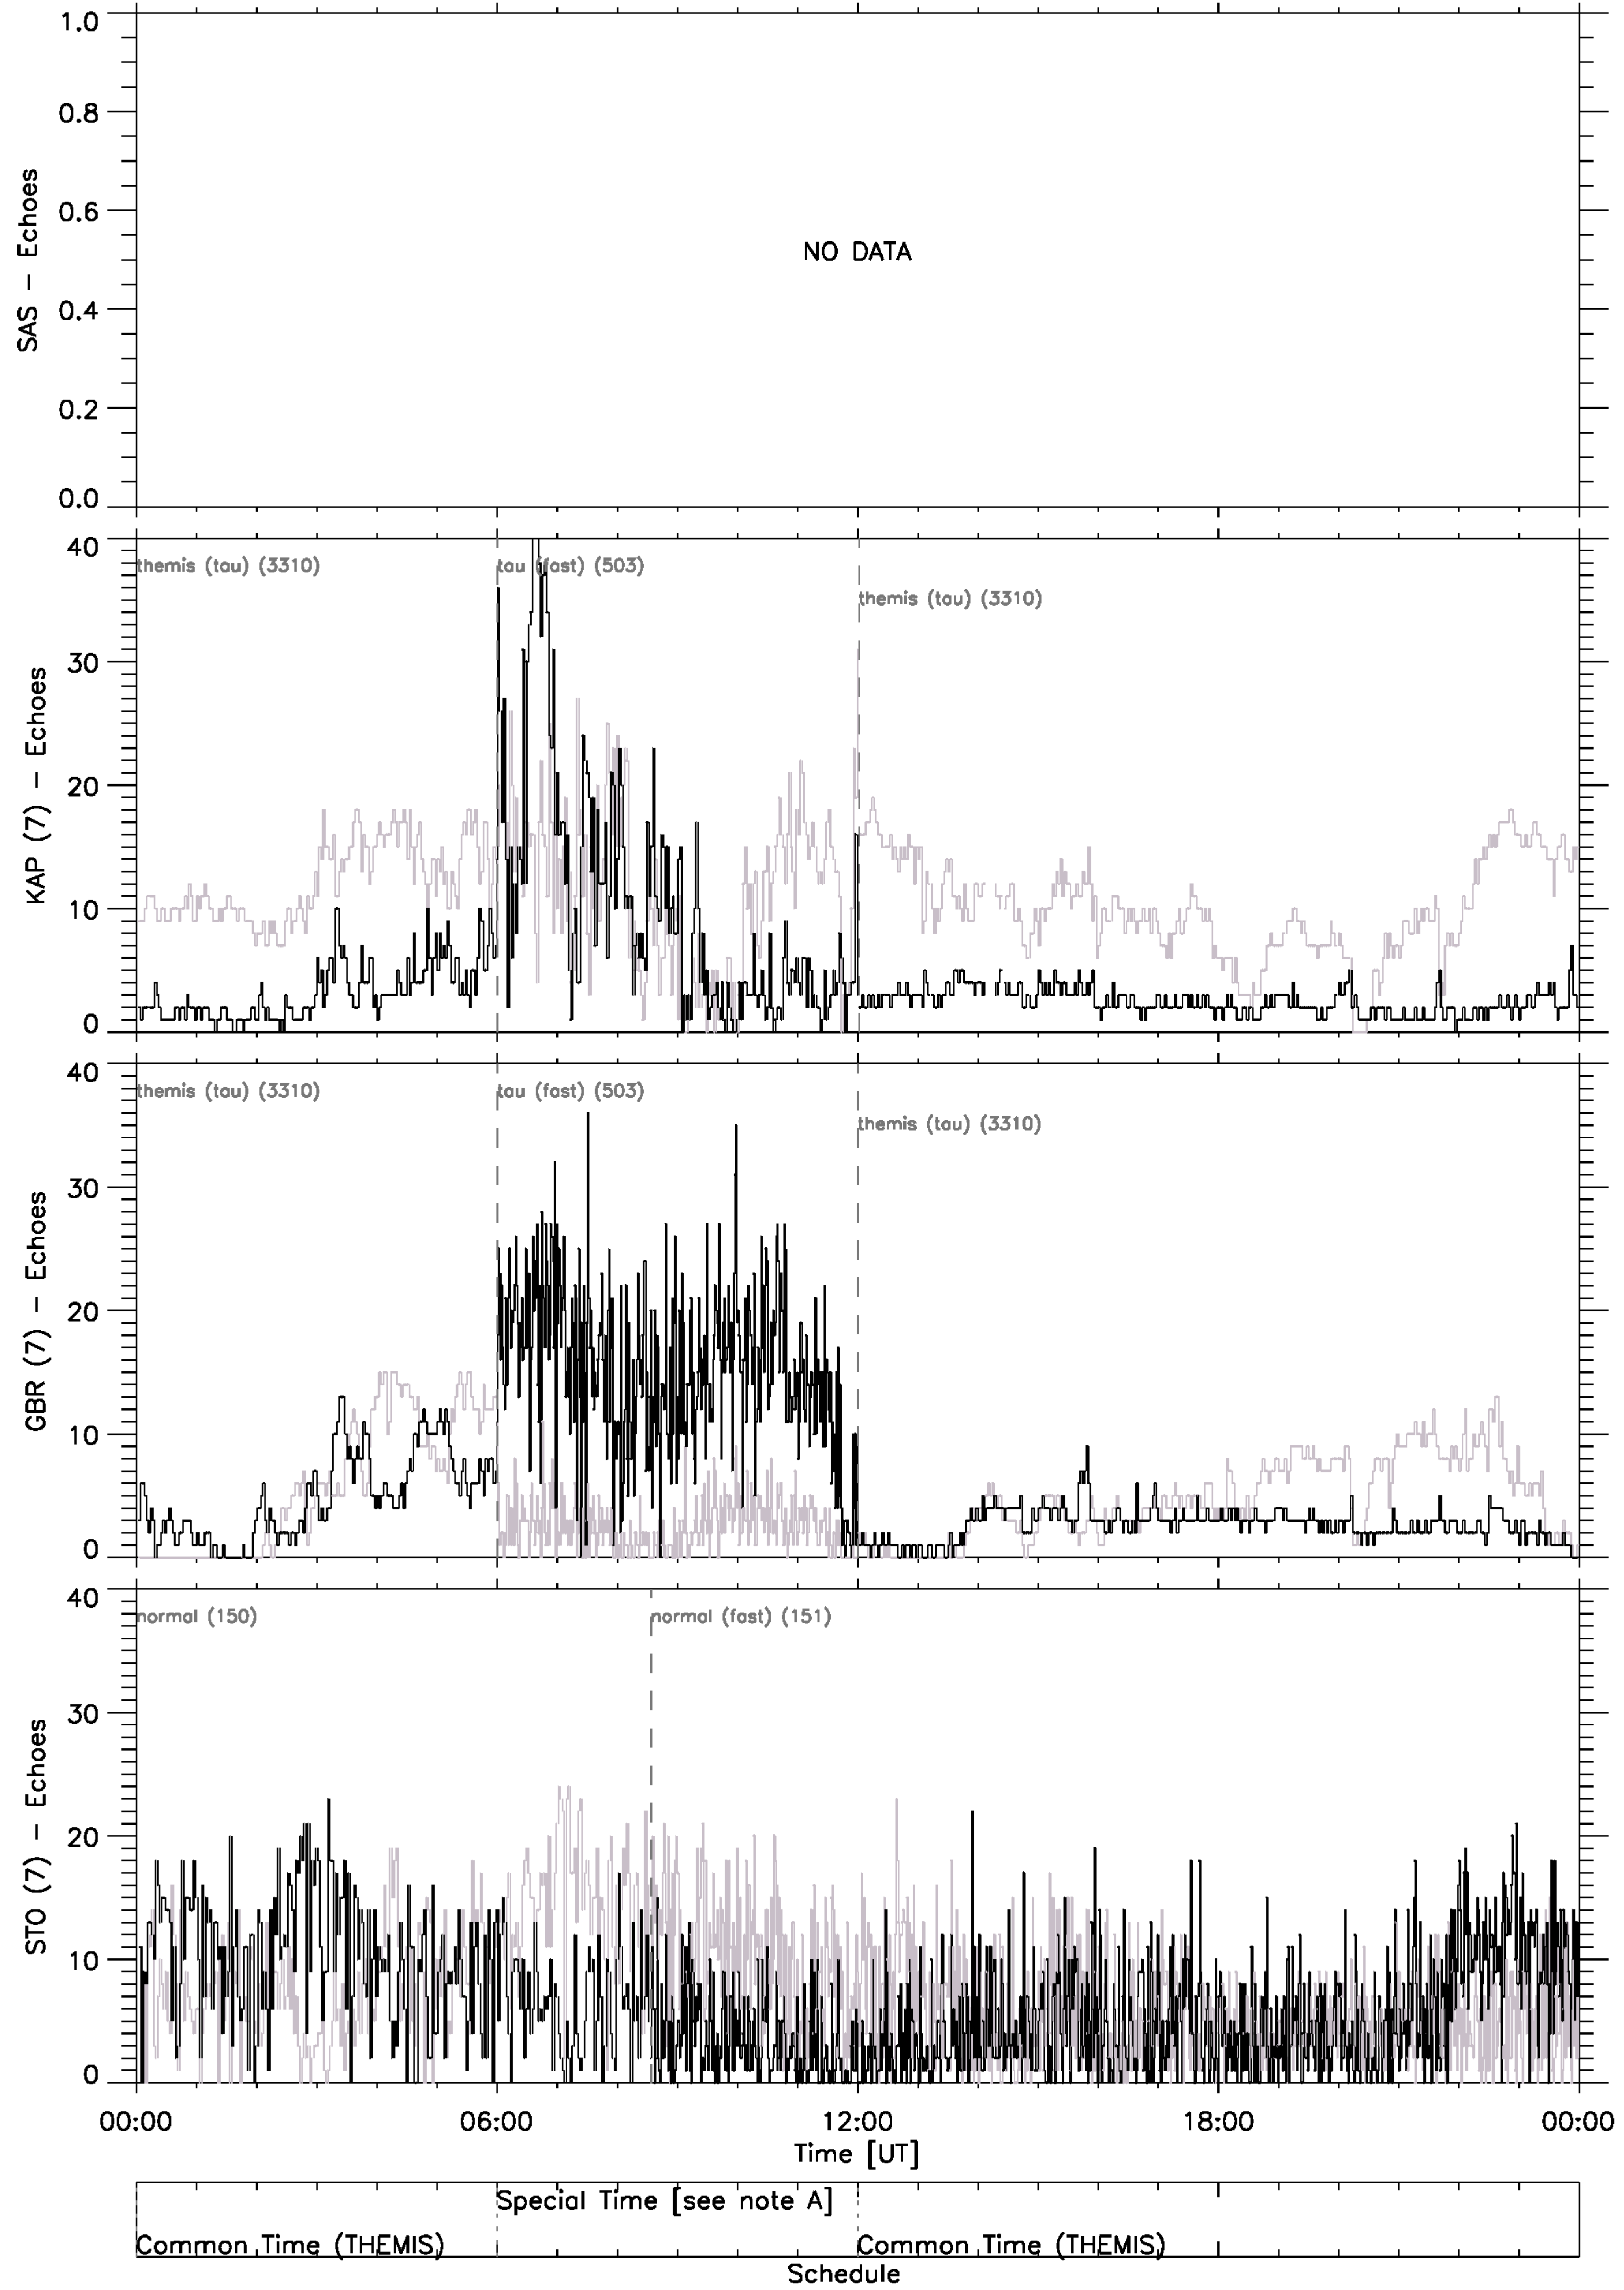 1.0
0.8
0.6
0.4
0.2
0.0
SAS – Echoes
NO DATA
40
30
20
10
0
KAP (7) – Echoes
themis (tau) (3310)
tau (fast) (503)
themis (tau) (3310)
40
30
20
10
0
GBR (7) – Echoes
themis (tau) (3310)
tau (fast) (503)
themis (tau) (3310)
40
30
20
10
0
STO (7) – Echoes
normal (150)
normal (fast) (151)
00:00 06:00 12:00 18:00 00:00
Time [UT]
Special Time [see note A]
Common Time (THEMIS) Common Time (THEMIS)
Schedule